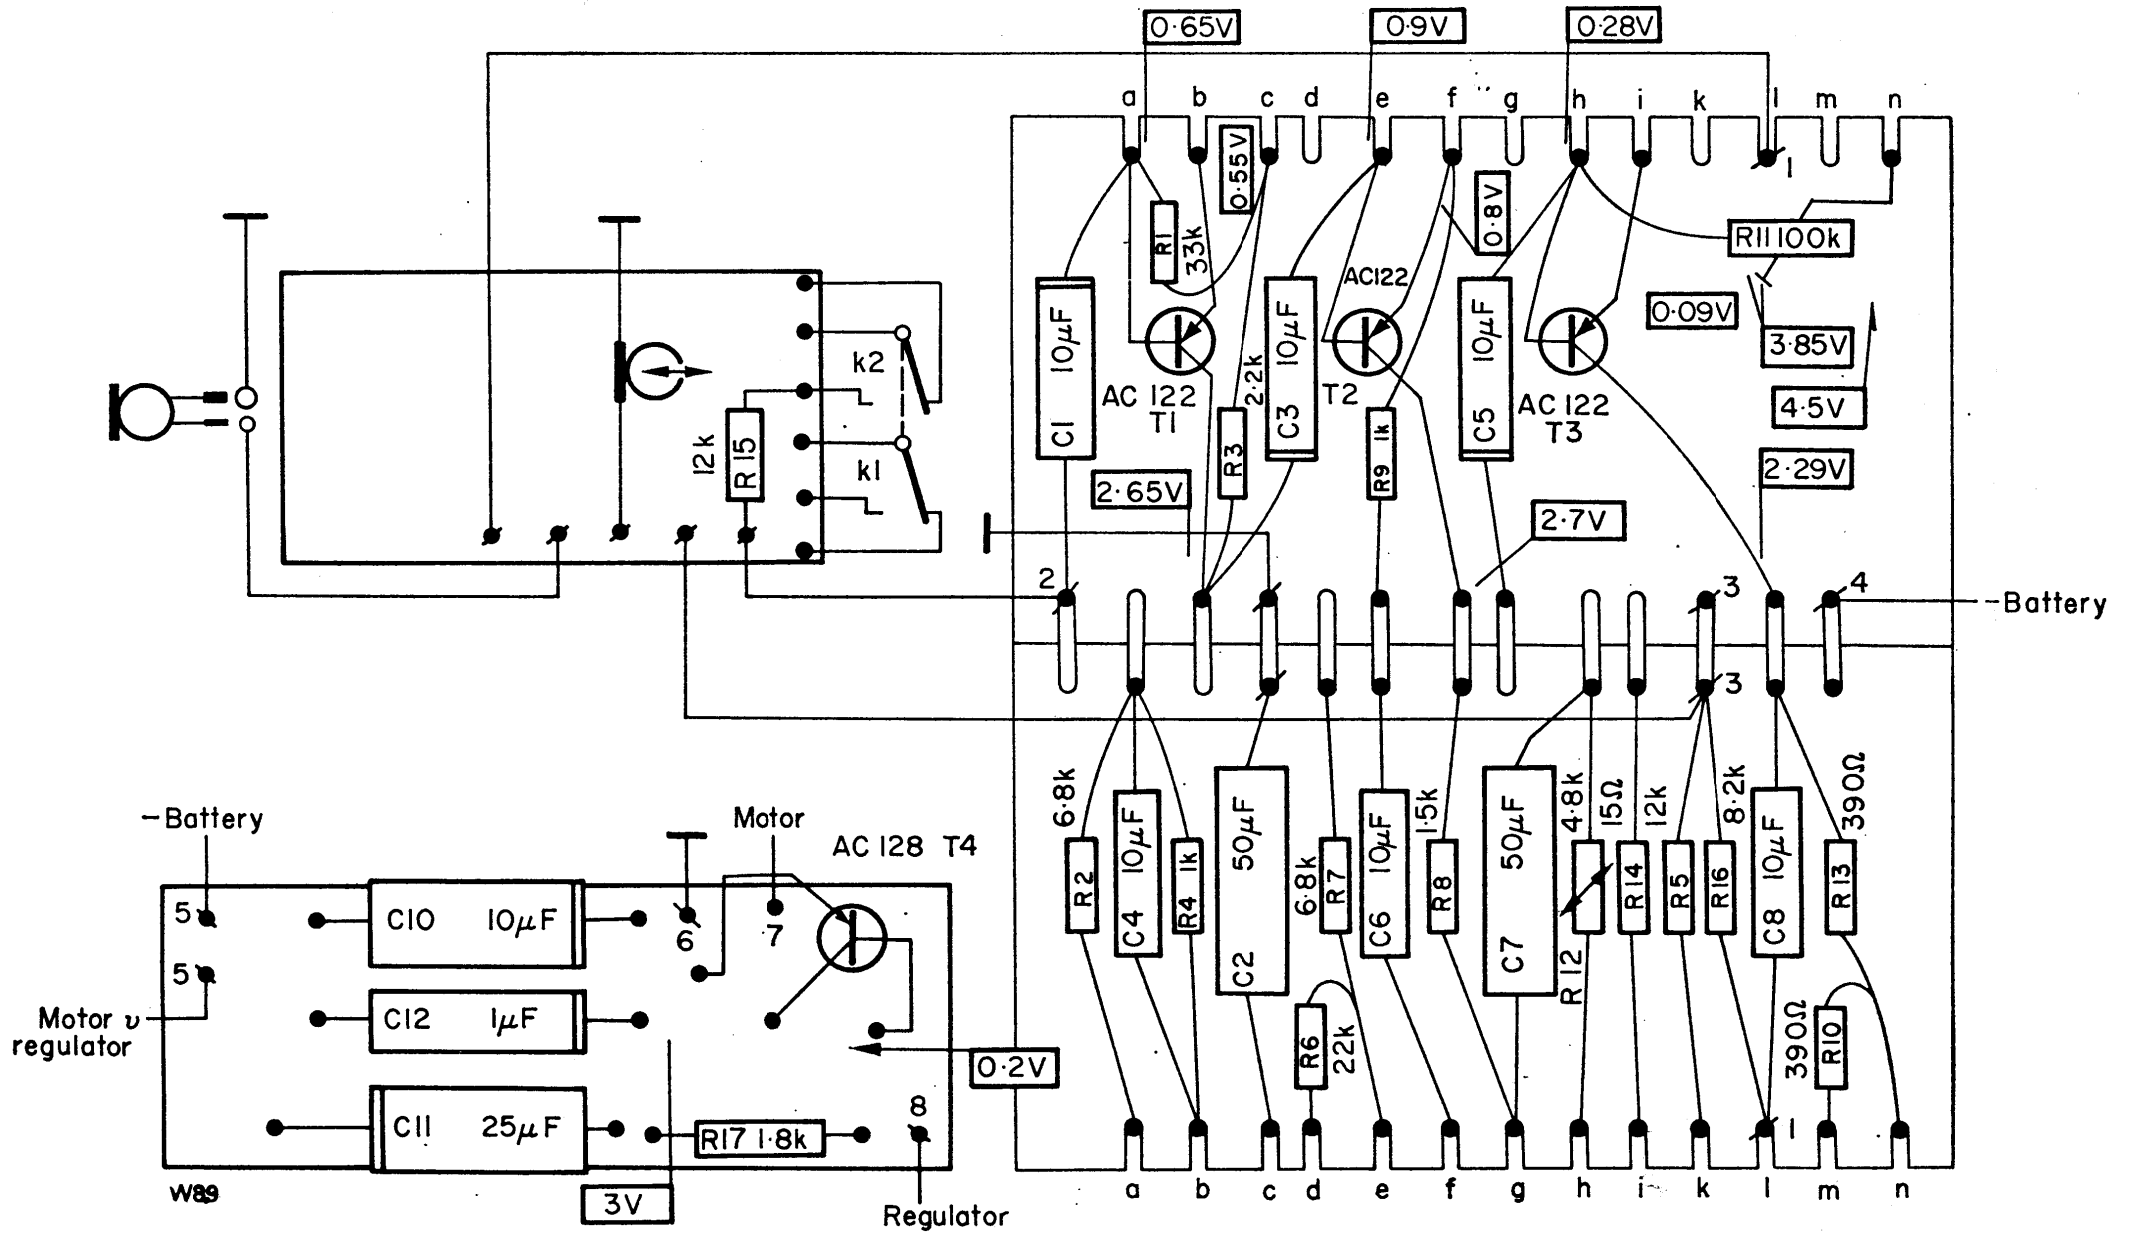 0·65V
0·9V
0·28V
a b c d e f g h i k l m n
0·55V
0·8V
1
R1
33k
R11 100k
AC122
0·09V
3·85V
4·5V
2·29V
k2
k1
12k
R15
C1 10µF
AC 122
T1
2·2k
R3
C3 10µF
T2
R9 1k
C5 10µF
AC 122
T3
2·65V
2·7V
2
3
4
-Battery
3
6·8k
R2
C4 10µF
R4 1k
C2 50µF
6·8k
R7
C6 10µF
1·5k
R8
C7 50µF
4·8k
R12
15Ω
R14
12k
R5
8·2k
R16
C8 10µF
390Ω
R13
R6
22k
390Ω
R10
1
a b c d e f g h i k l m n
-Battery
Motor
AC 128 T4
5
C10 10µF
6
7
5
Motor υ
regulator
C12 1µF
0·2V
C11 25µF
R17 1·8k
8
W89
3V
Regulator